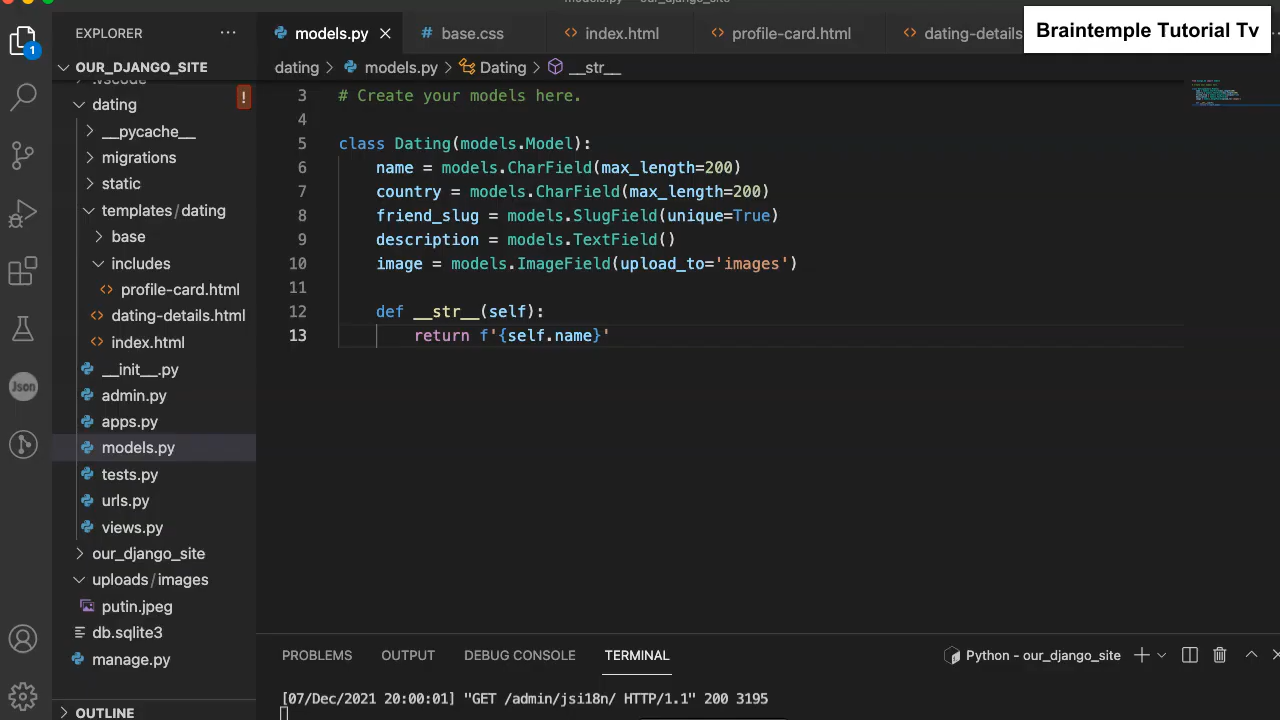 models.py - our_django_site
Braintemple Tutorial Tv
1
EXPLORER
OUR_DJANGO_SITE
.vscode
dating
!
__pycache__
migrations
static
templates/dating
base
includes
profile-card.html
dating-details.html
index.html
__init__.py
admin.py
apps.py
models.py
tests.py
urls.py
views.py
our_django_site
uploads/images
putin.jpeg
db.sqlite3
manage.py
OUTLINE
Json
models.py # base.css index.html profile-card.html dating-details
dating > models.py > Dating > __str__
3 # Create your models here.
4
5 class Dating(models.Model):
6 name = models.CharField(max_length=200)
7 country = models.CharField(max_length=200)
8 friend_slug = models.SlugField(unique=True)
9 description = models.TextField()
10 image = models.ImageField(upload_to='images')
11
12 def __str__(self):
13 return f'{self.name}'
PROBLEMS OUTPUT DEBUG CONSOLE TERMINAL
Python - our_django_site
[07/Dec/2021 20:00:01] "GET /admin/jsi18n/ HTTP/1.1" 200 3195